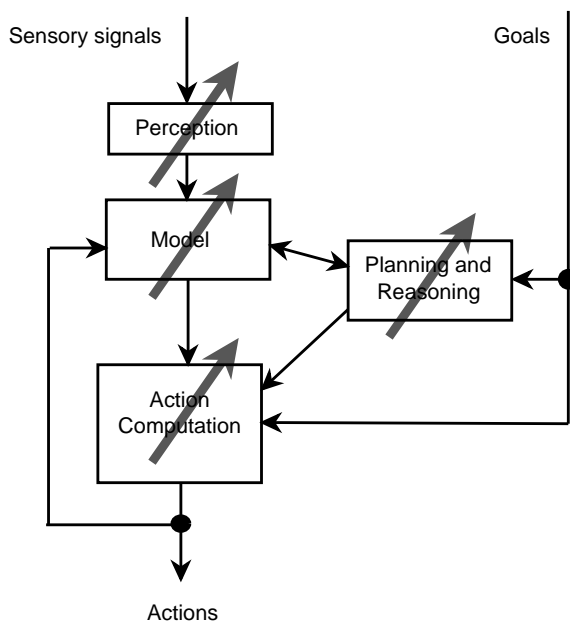 Sensory signals
Goals
Perception
Model
Planning and
Reasoning
Action
Computation
Actions